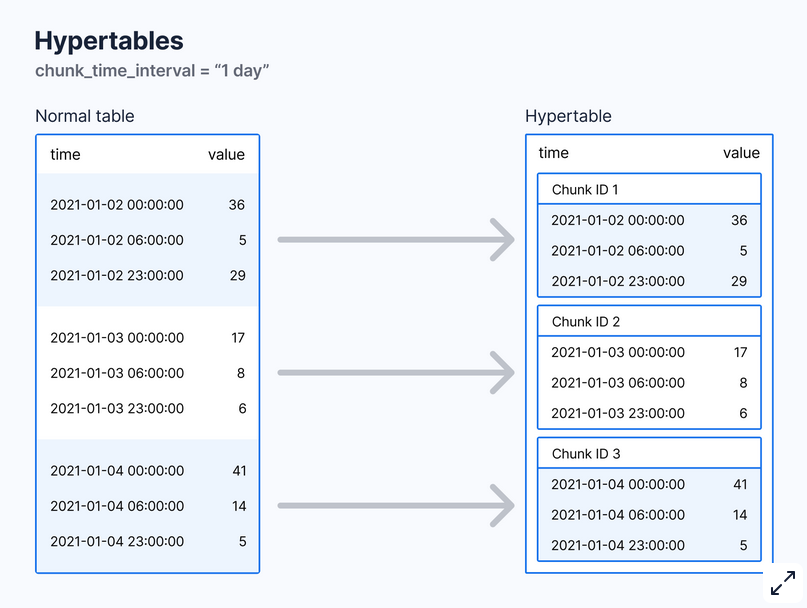 Hypertables
chunk_time_interval = “1 day”
Normal table
time value
2021-01-02 00:00:00 36
2021-01-02 06:00:00 5
2021-01-02 23:00:00 29
2021-01-03 00:00:00 17
2021-01-03 06:00:00 8
2021-01-03 23:00:00 6
2021-01-04 00:00:00 41
2021-01-04 06:00:00 14
2021-01-04 23:00:00 5
Hypertable
time value
Chunk ID 1
2021-01-02 00:00:00 36
2021-01-02 06:00:00 5
2021-01-02 23:00:00 29
Chunk ID 2
2021-01-03 00:00:00 17
2021-01-03 06:00:00 8
2021-01-03 23:00:00 6
Chunk ID 3
2021-01-04 00:00:00 41
2021-01-04 06:00:00 14
2021-01-04 23:00:00 5